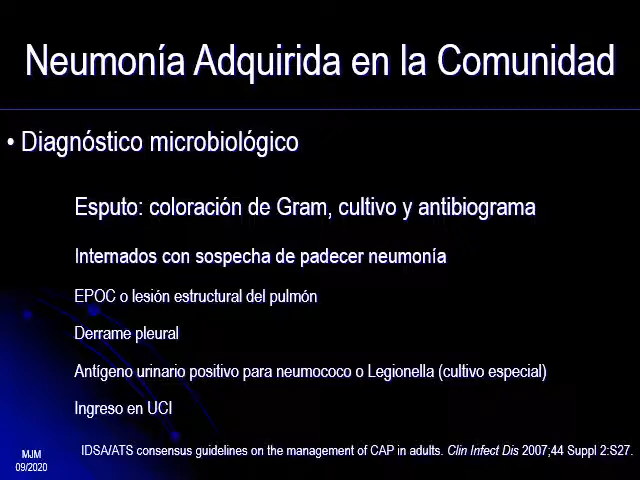 Neumonía Adquirida en la Comunidad
• Diagnóstico microbiológico
Esputo: coloración de Gram, cultivo y antibiograma
Internados con sospecha de padecer neumonía
EPOC o lesión estructural del pulmón
Derrame pleural
Antígeno urinario positivo para neumococo o Legionella (cultivo especial)
Ingreso en UCI
MJM
09/2020
IDSA/ATS consensus guidelines on the management of CAP in adults. Clin Infect Dis 2007;44 Suppl 2:S27.